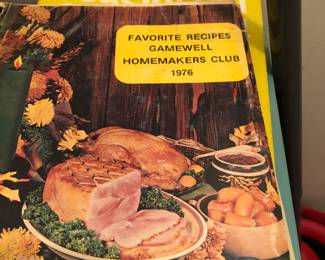 FAVORITE RECIPES
GAMEWELL
HOMEMAKERS CLUB
1976